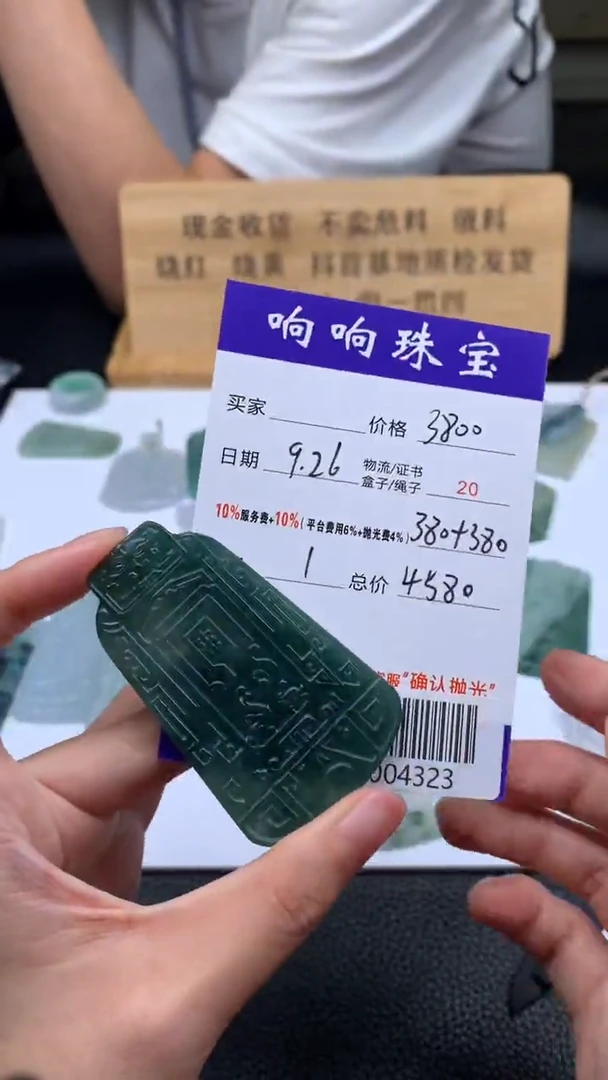 现金收货 不卖危料 假料
烧红 烧黄 抖音基地质检发货
响响珠宝
买家 价格 3800
日期 9.26 物流/证书 盒子/绳子 20
10%服务费+10%(平台费用6%+抛光费4%) 380+380
1 总价 4580
服"确认抛光"
004323